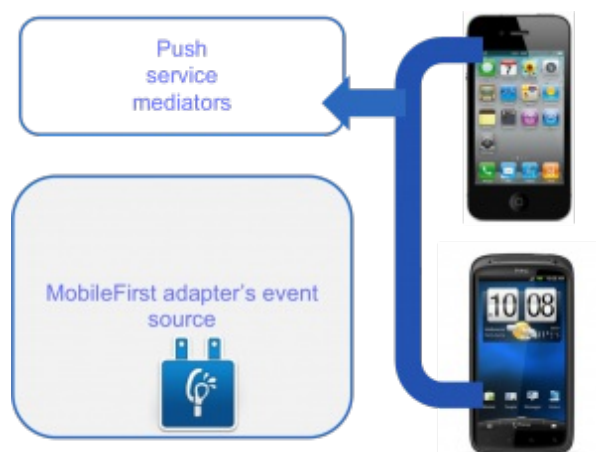 Push
service
mediators
MobileFirst adapter's event
source
10 08